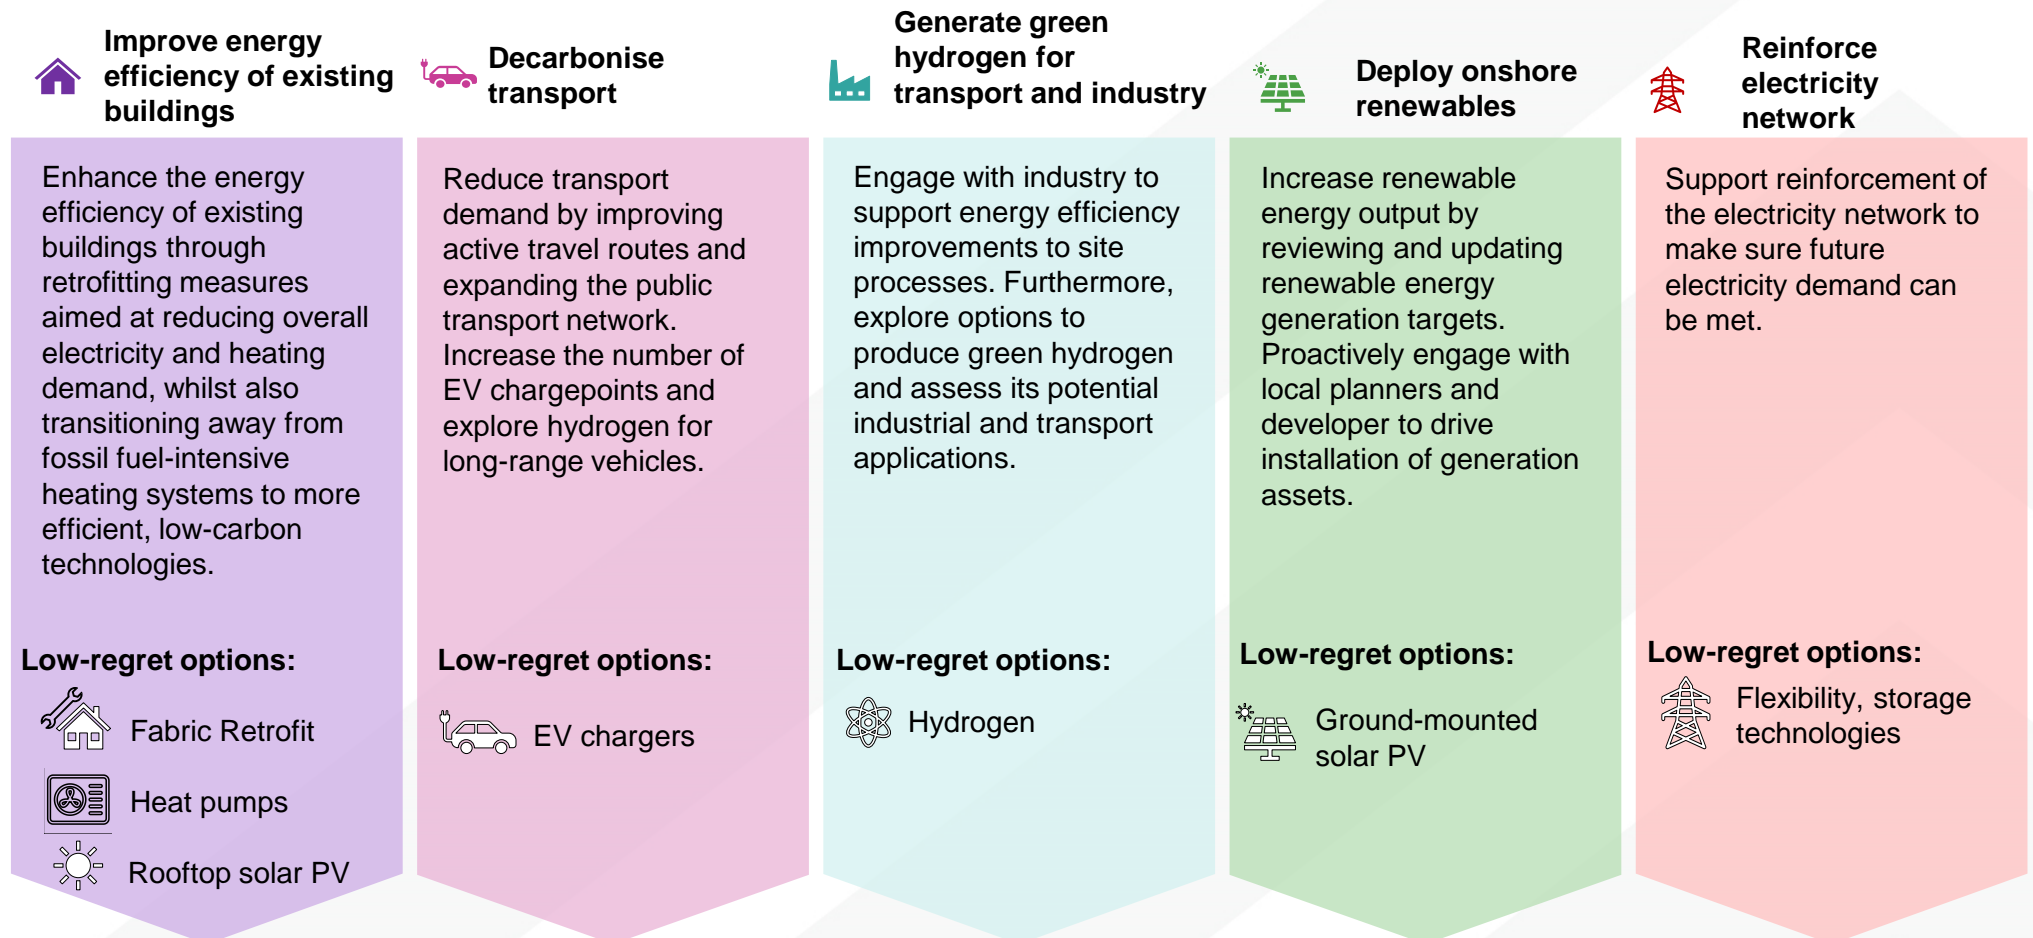 Improve energy
efficiency of existing
buildings
Enhance the energy
efficiency of existing
buildings through
retrofitting measures
aimed at reducing overall
electricity and heating
demand, whilst also
transitioning away from
fossil fuel-intensive
heating systems to more
efficient, low-carbon
technologies.
Low-regret options:
Fabric Retrofit
Heat pumps
Rooftop solar PV
Decarbonise
transport
Reduce transport
demand by improving
active travel routes and
expanding the public
transport network.
Increase the number of
EV chargepoints and
explore hydrogen for
long-range vehicles.
Low-regret options:
EV chargers
Generate green
hydrogen for
transport and industry
Engage with industry to
support energy efficiency
improvements to site
processes. Furthermore,
explore options to
produce green hydrogen
and assess its potential
industrial and transport
applications.
Low-regret options:
Hydrogen
Deploy onshore
renewables
Increase renewable
energy output by
reviewing and updating
renewable energy
generation targets.
Proactively engage with
local planners and
developer to drive
installation of generation
assets.
Low-regret options:
Ground-mounted
solar PV
Reinforce
electricity
network
Support reinforcement of
the electricity network to
make sure future
electricity demand can
be met.
Low-regret options:
Flexibility, storage
technologies